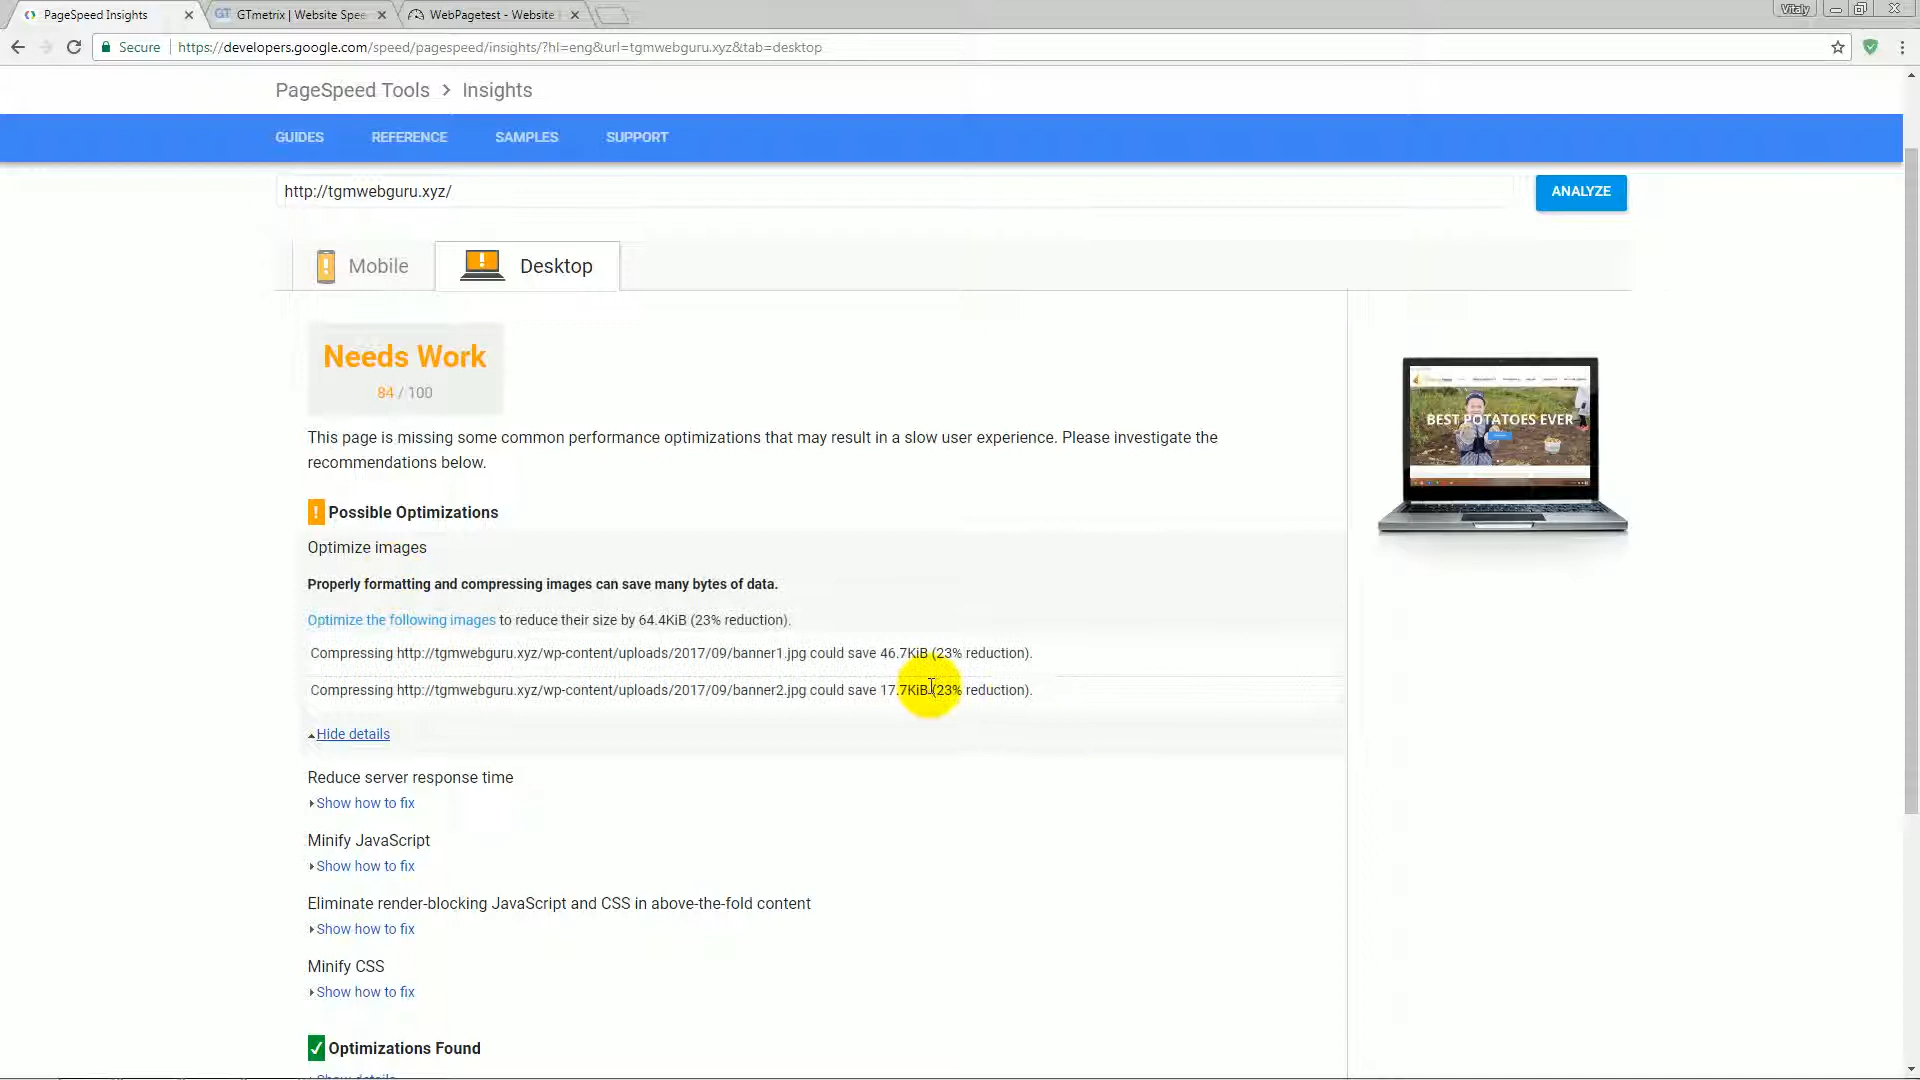 PageSpeed Insights
GTmetrix | Website Spee
WebPagetest - Website
Vitaly
Secure
https://developers.google.com/speed/pagespeed/insights/?hl=eng&url=tgmwebguru.xyz&tab=desktop
PageSpeed Tools > Insights
GUIDES REFERENCE SAMPLES SUPPORT
http://tgmwebguru.xyz/
ANALYZE
Mobile Desktop
Needs Work
84 / 100
This page is missing some common performance optimizations that may result in a slow user experience. Please investigate the
recommendations below.
BEST POTATOES EVER
! Possible Optimizations
Optimize images
Properly formatting and compressing images can save many bytes of data.
Optimize the following images to reduce their size by 64.4KiB (23% reduction).
Compressing http://tgmwebguru.xyz/wp-content/uploads/2017/09/banner1.jpg could save 46.7KiB (23% reduction).
Compressing http://tgmwebguru.xyz/wp-content/uploads/2017/09/banner2.jpg could save 17.7KiB (23% reduction).
Hide details
Reduce server response time
Show how to fix
Minify JavaScript
Show how to fix
Eliminate render-blocking JavaScript and CSS in above-the-fold content
Show how to fix
Minify CSS
Show how to fix
Optimizations Found
Show details